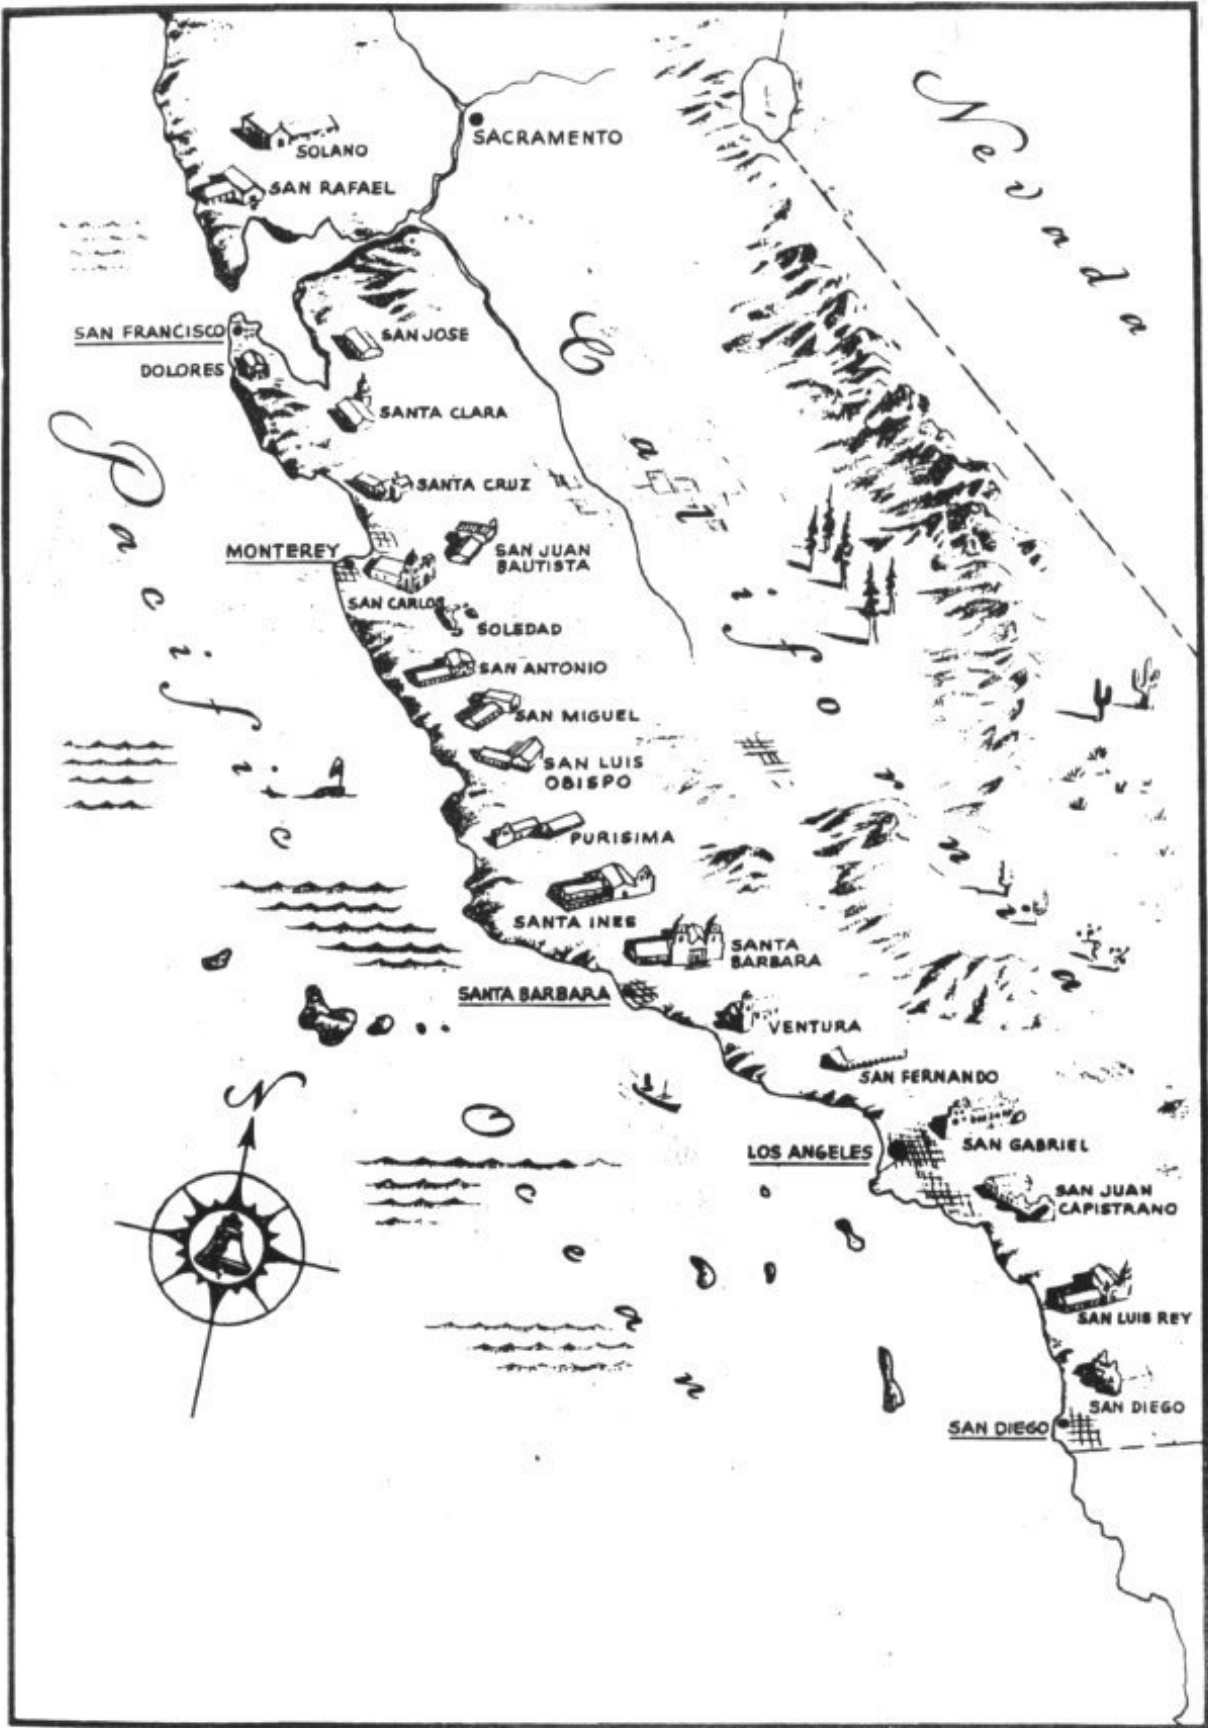 Nevada
SACRAMENTO
SOLANO
SAN RAFAEL
SAN FRANCISCO
DOLORES
SAN JOSE
SANTA CLARA
California
Pacific
Ocean
SANTA CRUZ
MONTEREY
SAN JUAN
BAUTISTA
SAN CARLOS
SOLEDAD
SAN ANTONIO
SAN MIGUEL
SAN LUIS
OBISPO
PURISIMA
SANTA INES
SANTA
BARBARA
SANTA BARBARA
VENTURA
SAN FERNANDO
N
LOS ANGELES
SAN GABRIEL
SAN JUAN
CAPISTRANO
SAN LUIS REY
SAN DIEGO
SAN DIEGO